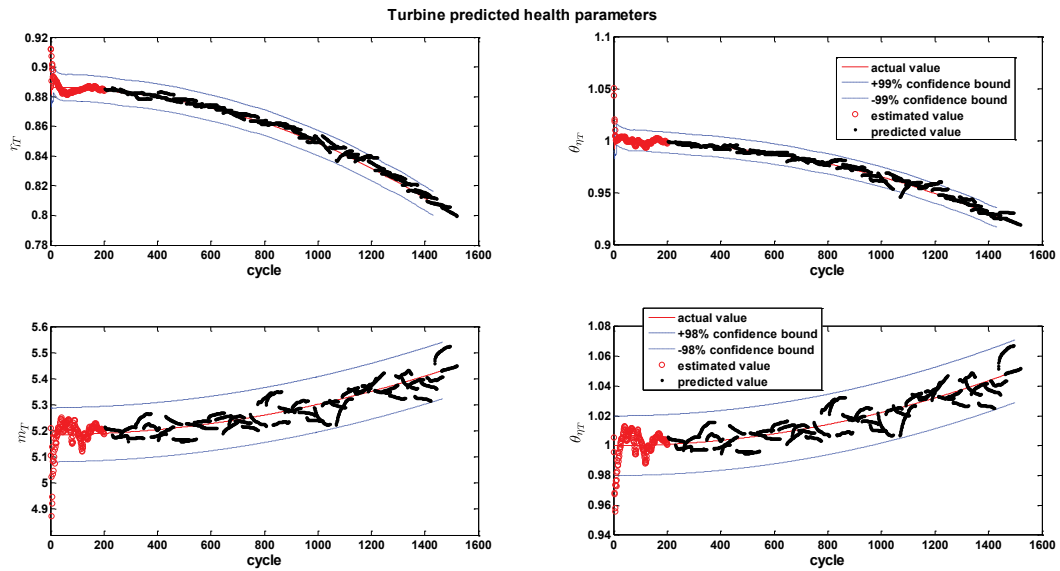 Turbine predicted health parameters
0.92
0.9
0.88
0.86
0.84
0.82
0.8
0.78
0 200 400 600 800 1000 1200 1400 1600
cycle
1.1
1.05
1
0.95
0.9
θηT
0 200 400 600 800 1000 1200 1400 1600
cycle
actual value
+99% confidence bound
-99% confidence bound
estimated value
predicted value
5.6
5.5
5.4
5.3
5.2
5.1
5
4.9
mT
0 200 400 600 800 1000 1200 1400 1600
cycle
1.08
1.06
1.04
1.02
1
0.98
0.96
0.94
θηT
0 200 400 600 800 1000 1200 1400 1600
cycle
actual value
+98% confidence bound
-98% confidence bound
estimated value
predicted value